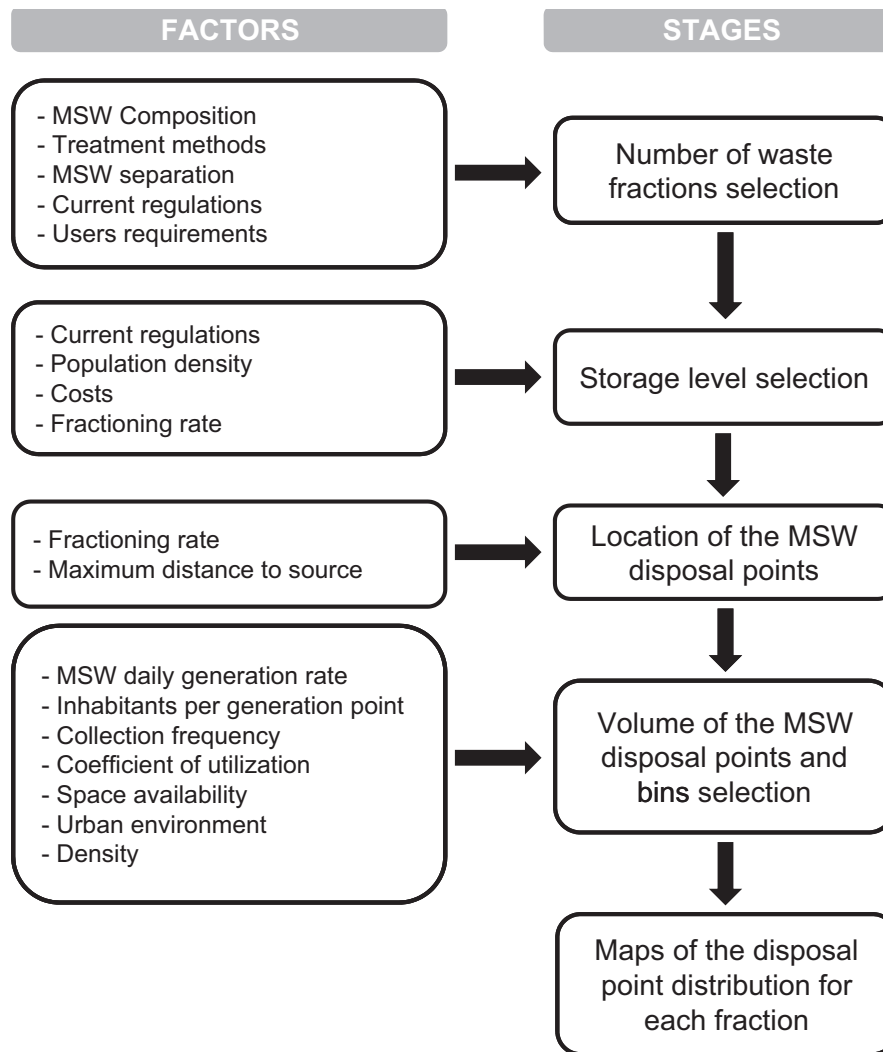 FACTORS
STAGES
- MSW Composition
- Treatment methods
- MSW separation
- Current regulations
- Users requirements
Number of waste
fractions selection
- Current regulations
- Population density
- Costs
- Fractioning rate
Storage level selection
- Fractioning rate
- Maximum distance to source
Location of the MSW
disposal points
- MSW daily generation rate
- Inhabitants per generation point
- Collection frequency
- Coefficient of utilization
- Space availability
- Urban environment
- Density
Volume of the MSW
disposal points and
bins selection
Maps of the disposal
point distribution for
each fraction